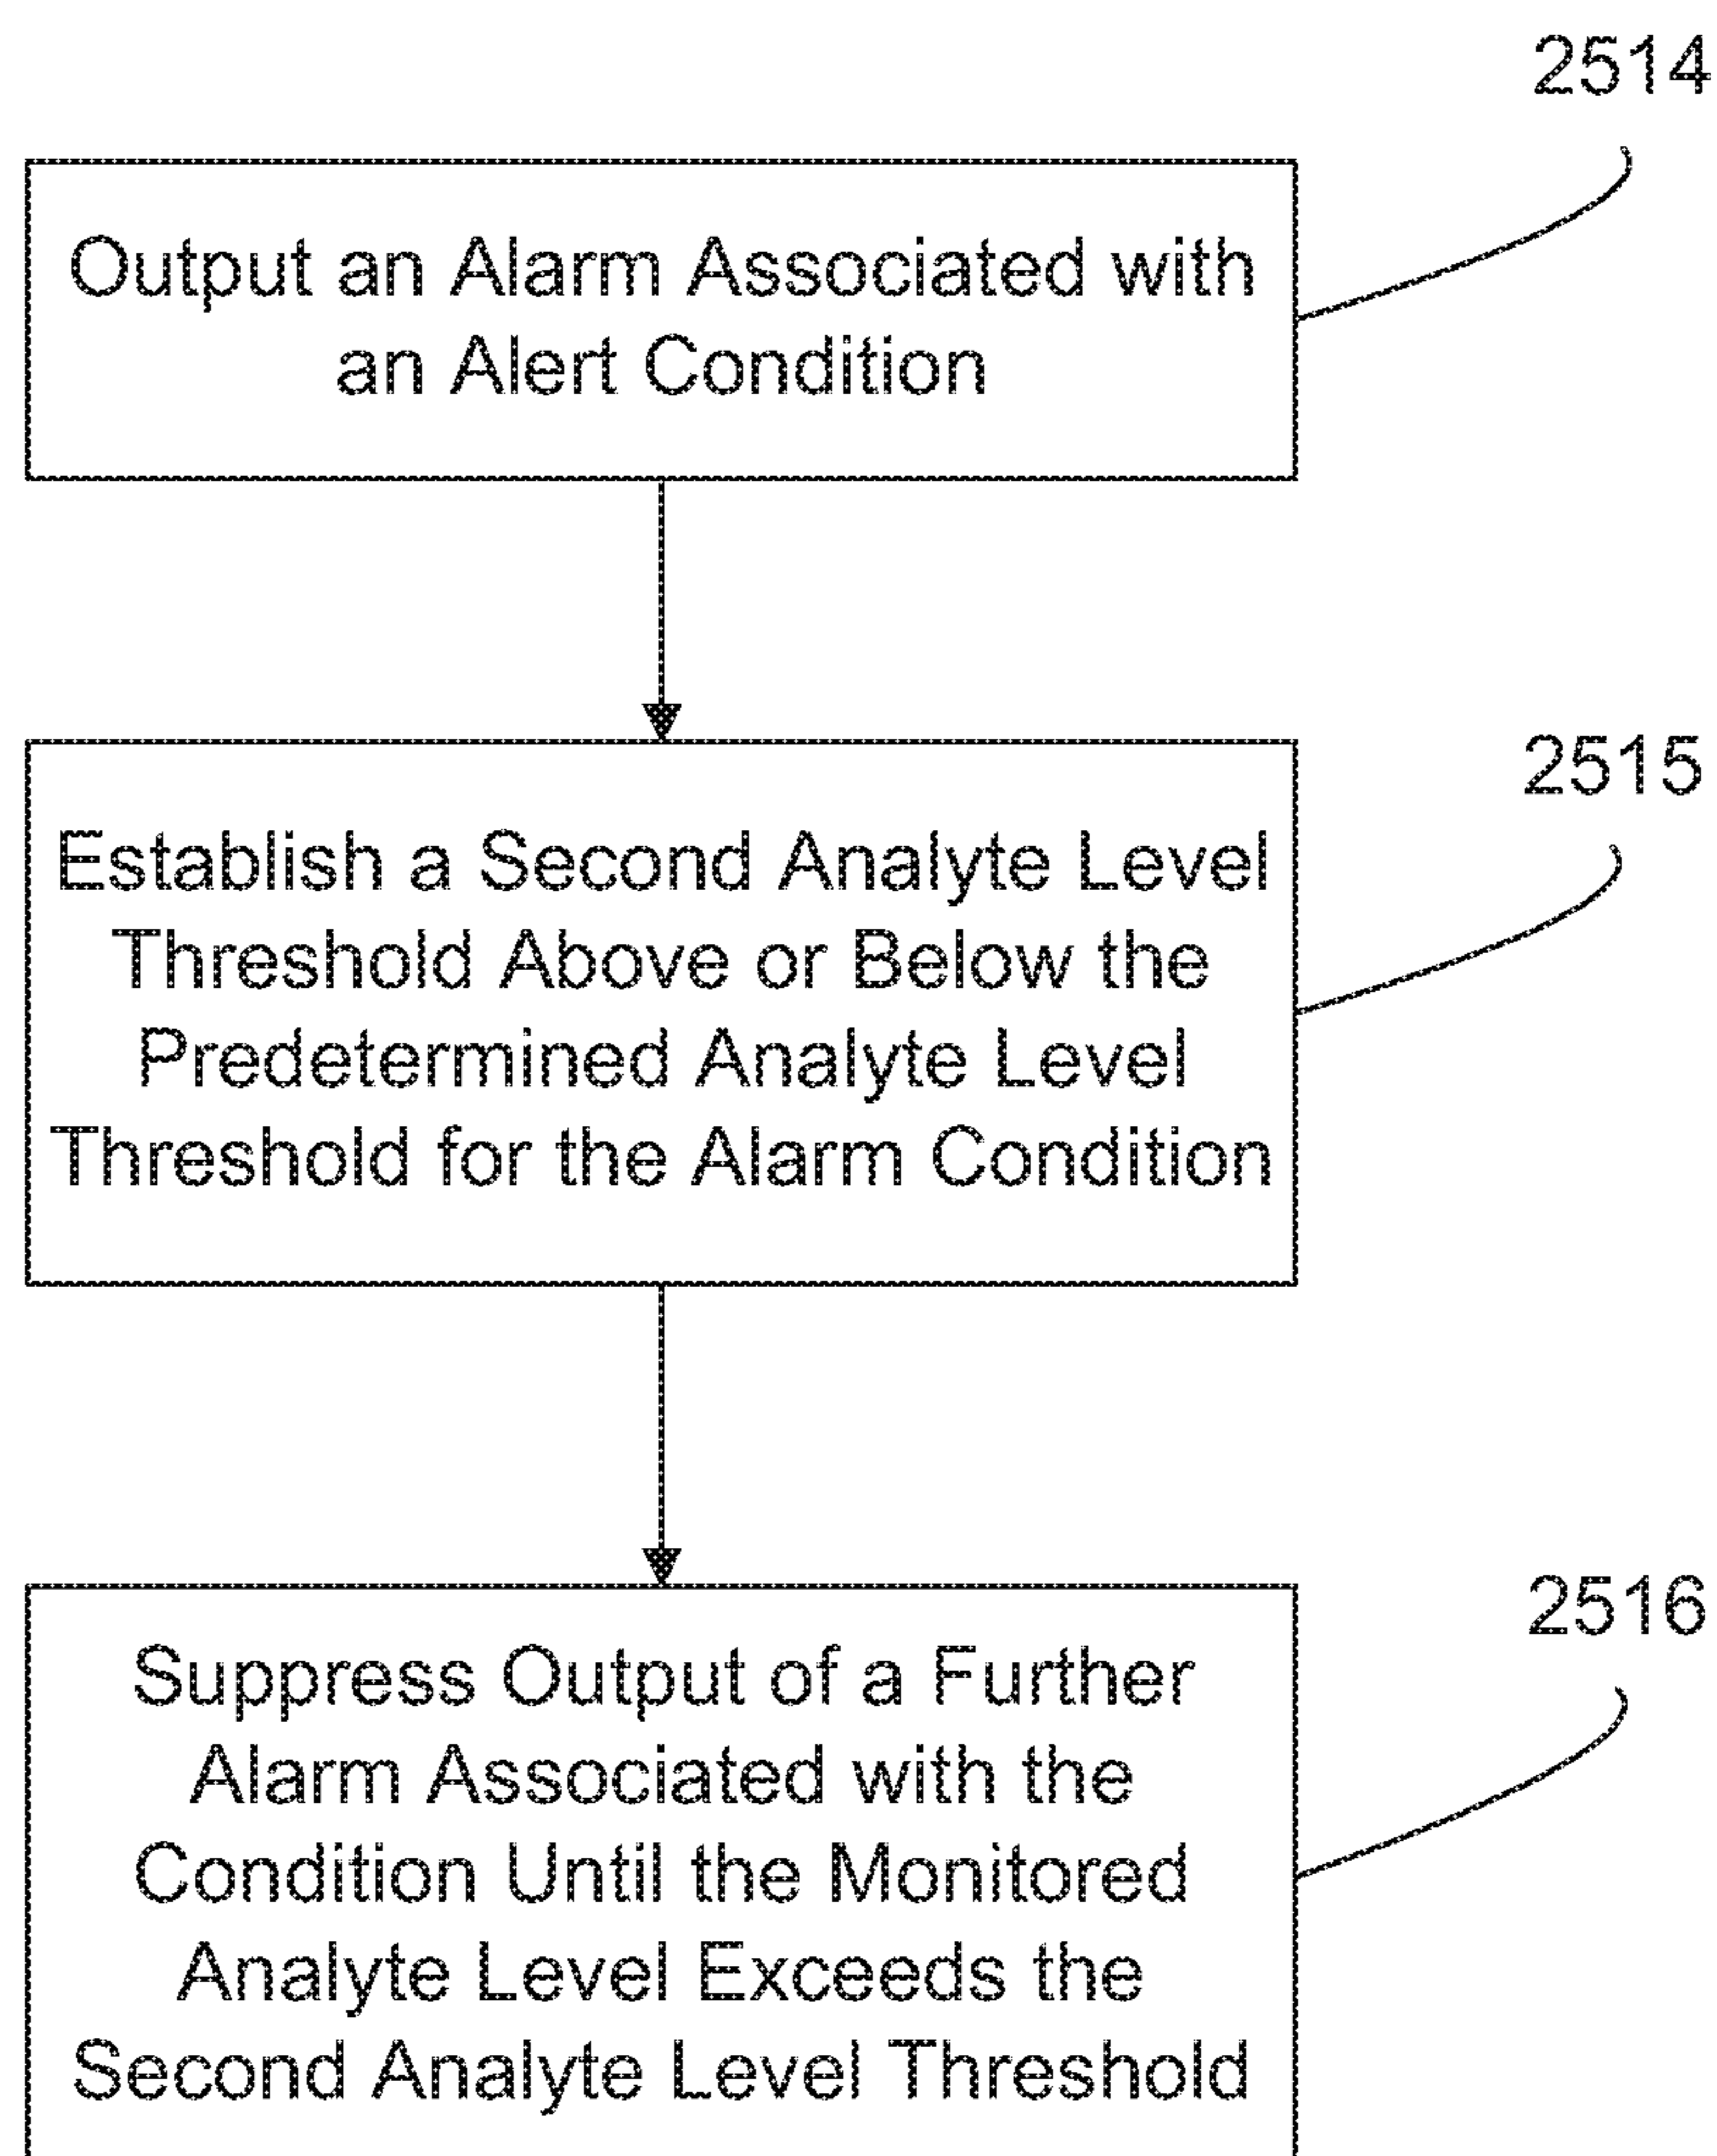 2514
Output an Alarm Associated with
an Alert Condition
2515
Establish a Second Analyte Level
Threshold Above or Below the
Predetermined Analyte Level
Threshold for the Alarm Condition
2516
Suppress Output of a Further
Alarm Associated with the
Condition Until the Monitored
Analyte Level Exceeds the
Second Analyte Level Threshold